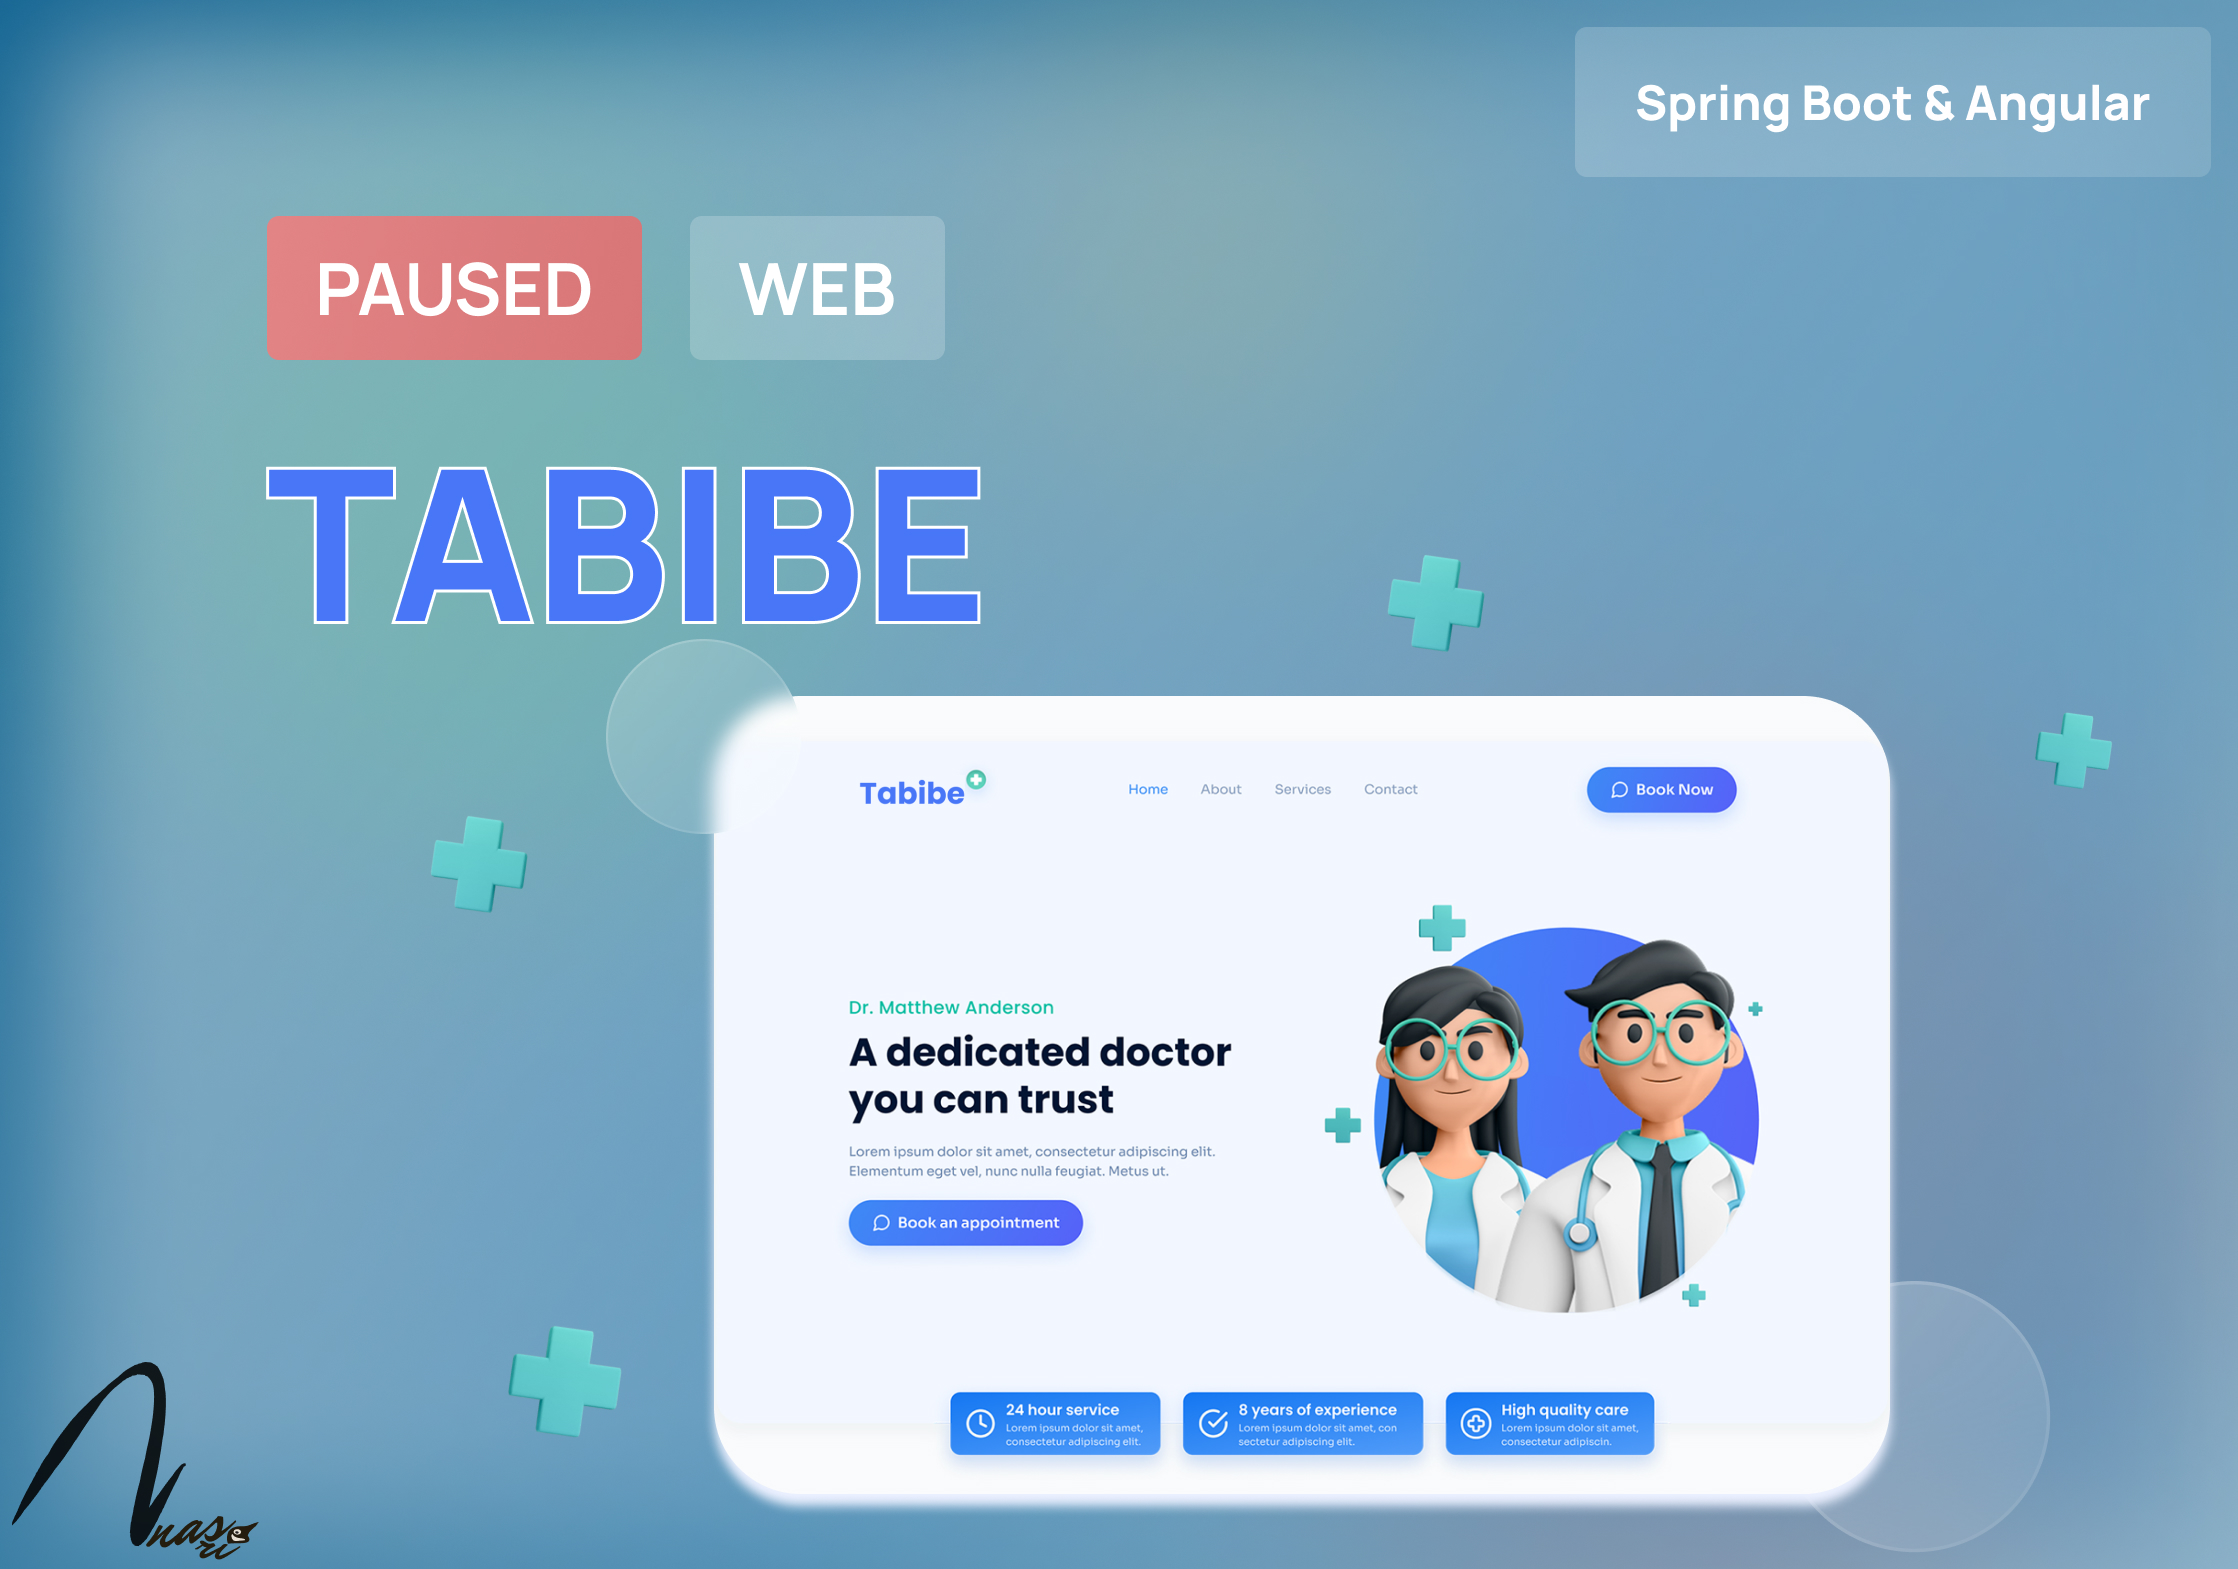 Spring Boot & Angular
PAUSED
WEB
TABIBE
Tabibe
Home
About
Services
Contact
Book Now
Dr. Matthew Anderson
A dedicated doctor
you can trust
Lorem ipsum dolor sit amet, consectetur adipiscing elit.
Elementum eget vel, nunc nulla feugiat. Metus ut.
Book an appointment
24 hour service
Lorem ipsum dolor sit amet,
consectetur adipiscing elit.
8 years of experience
Lorem ipsum dolor sit amet, con
sectetur adipiscing elit.
High quality care
Lorem ipsum dolor sit amet,
consectetur adipiscin.